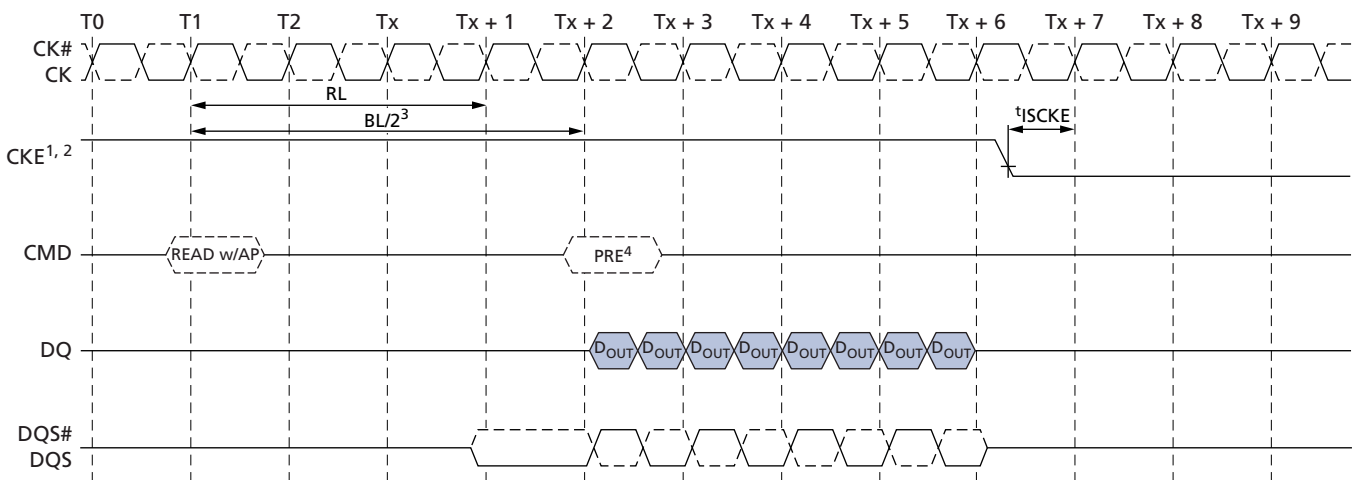 T0 T1 T2 Tx Tx + 1 Tx + 2 Tx + 3 Tx + 4 Tx + 5 Tx + 6 Tx + 7 Tx + 8 Tx + 9
CK#
CK
RL
BL/2³
tISCKE
CKE1, 2
CMD
READ w/AP
PRE⁴
DQ
DOUT DOUT DOUT DOUT DOUT DOUT DOUT DOUT
DQS#
DQS